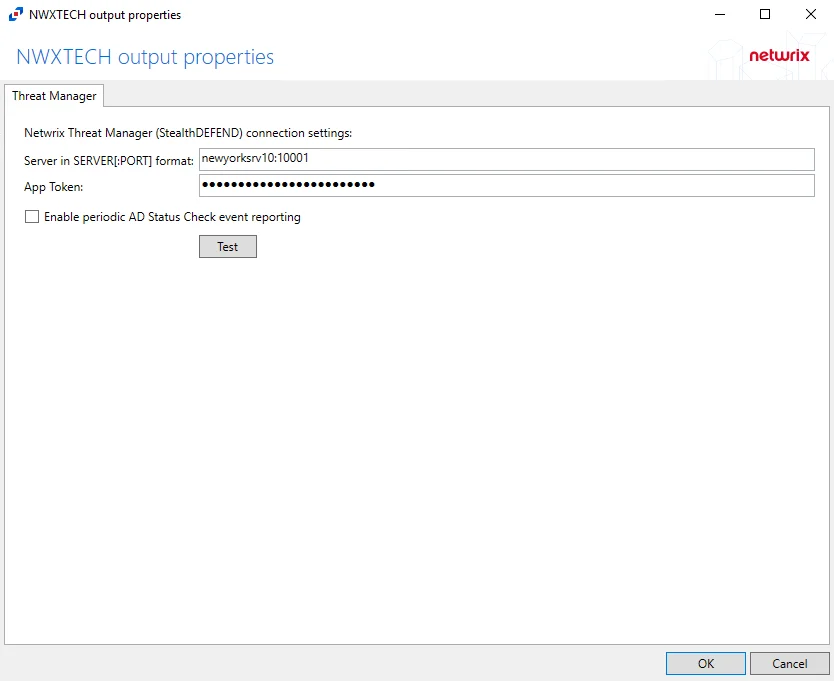 NWXTECH output properties
NWXTECH output properties
netwrix
Threat Manager
Netwrix Threat Manager (StealthDEFEND) connection settings:
Server in SERVER[:PORT] format: newyorksrv10:10001
App Token: ●●●●●●●●●●●●●●●●●●●●●●●●
Enable periodic AD Status Check event reporting
Test
OK Cancel